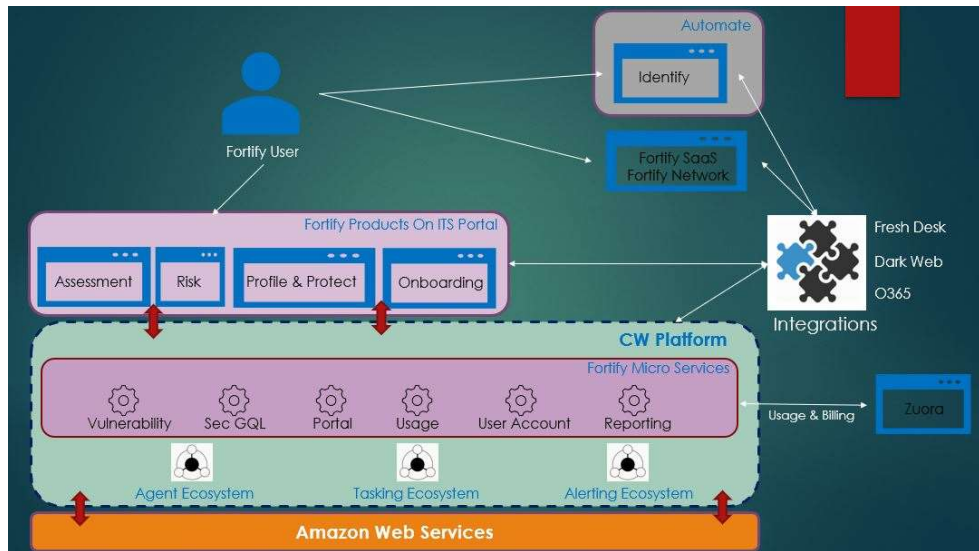 Automate
Identify
Fortify User
Fortify SaaS
Fortify Network
Fortify Products On ITS Portal
Assessment
Risk
Profile & Protect
Onboarding
Fresh Desk
Dark Web
O365
Integrations
CW Platform
Fortify Micro Services
Vulnerability
Sec GQL
Portal
Usage
User Account
Reporting
Usage & Billing
Zuora
Agent Ecosystem
Tasking Ecosystem
Alerting Ecosystem
Amazon Web Services